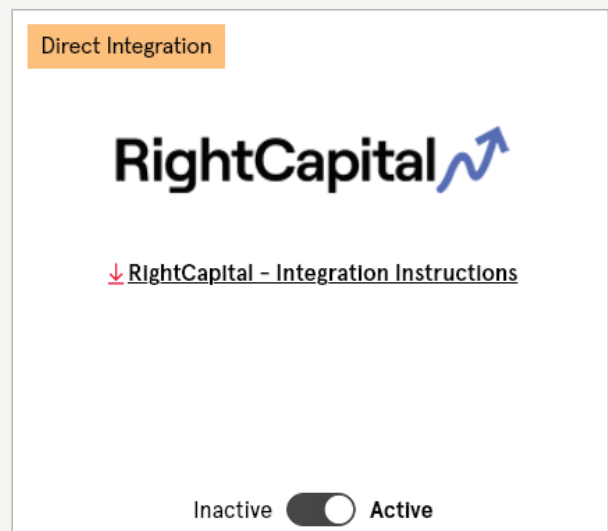 Direct Integration
RightCapital
RightCapital - Integration Instructions
Inactive Active